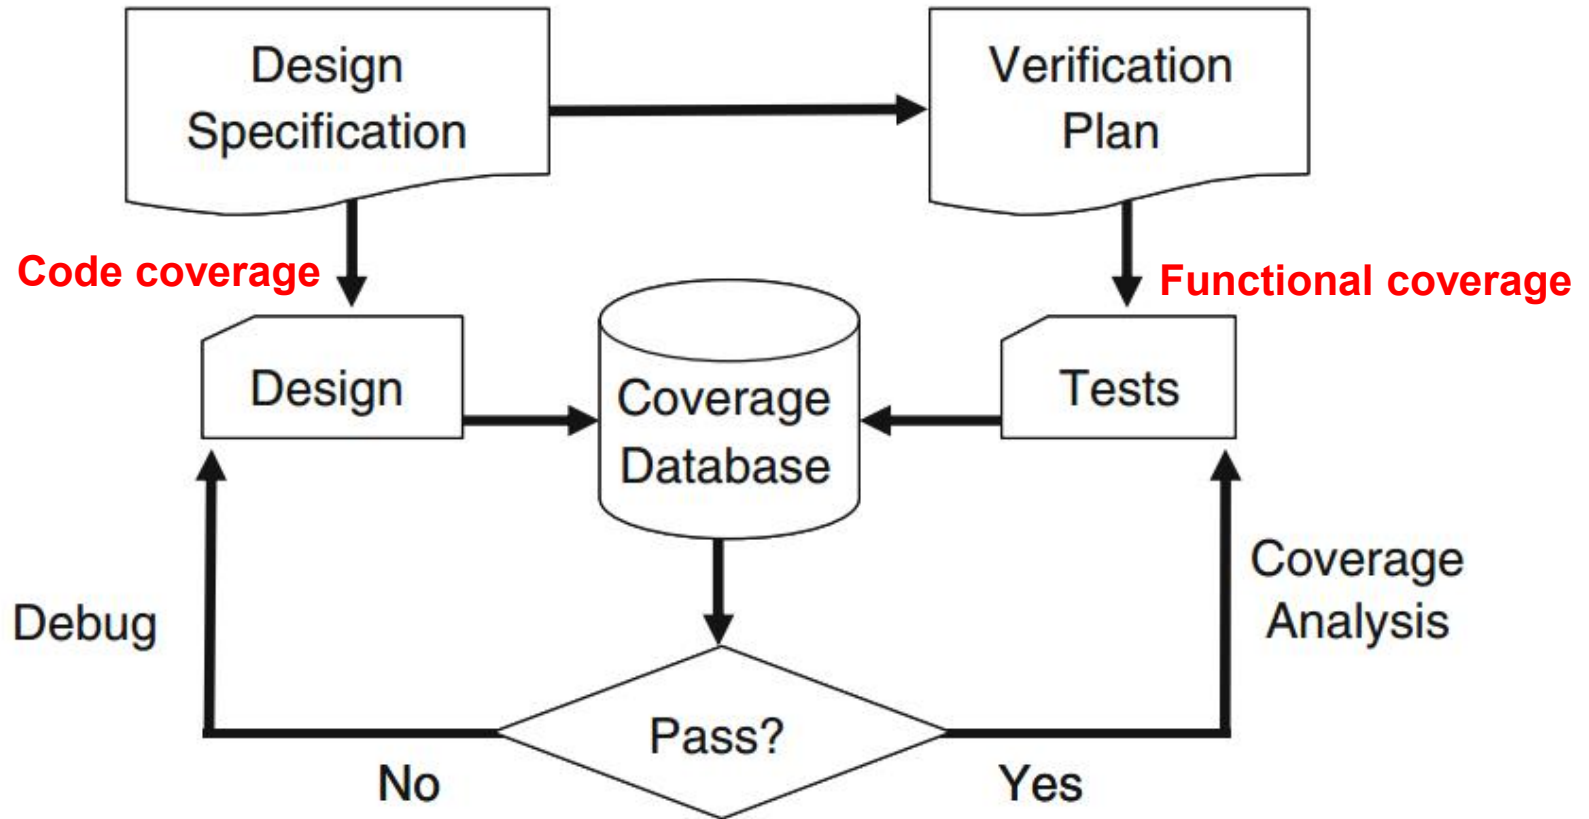 Design
Specification
Verification
Plan
Code coverage
Functional coverage
Design
Coverage
Database
Tests
Debug
Coverage
Analysis
Pass?
No
Yes